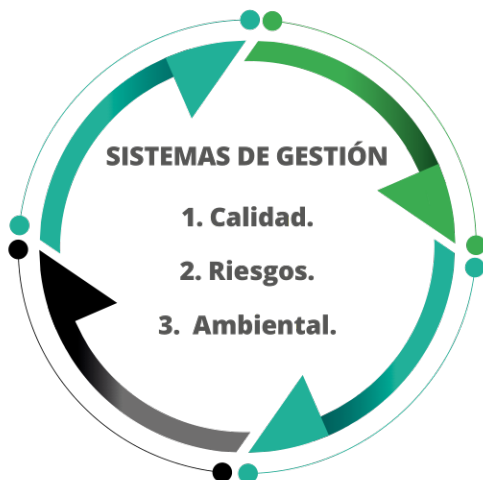 SISTEMAS DE GESTIÓN
1. Calidad.
2. Riesgos.
3. Ambiental.